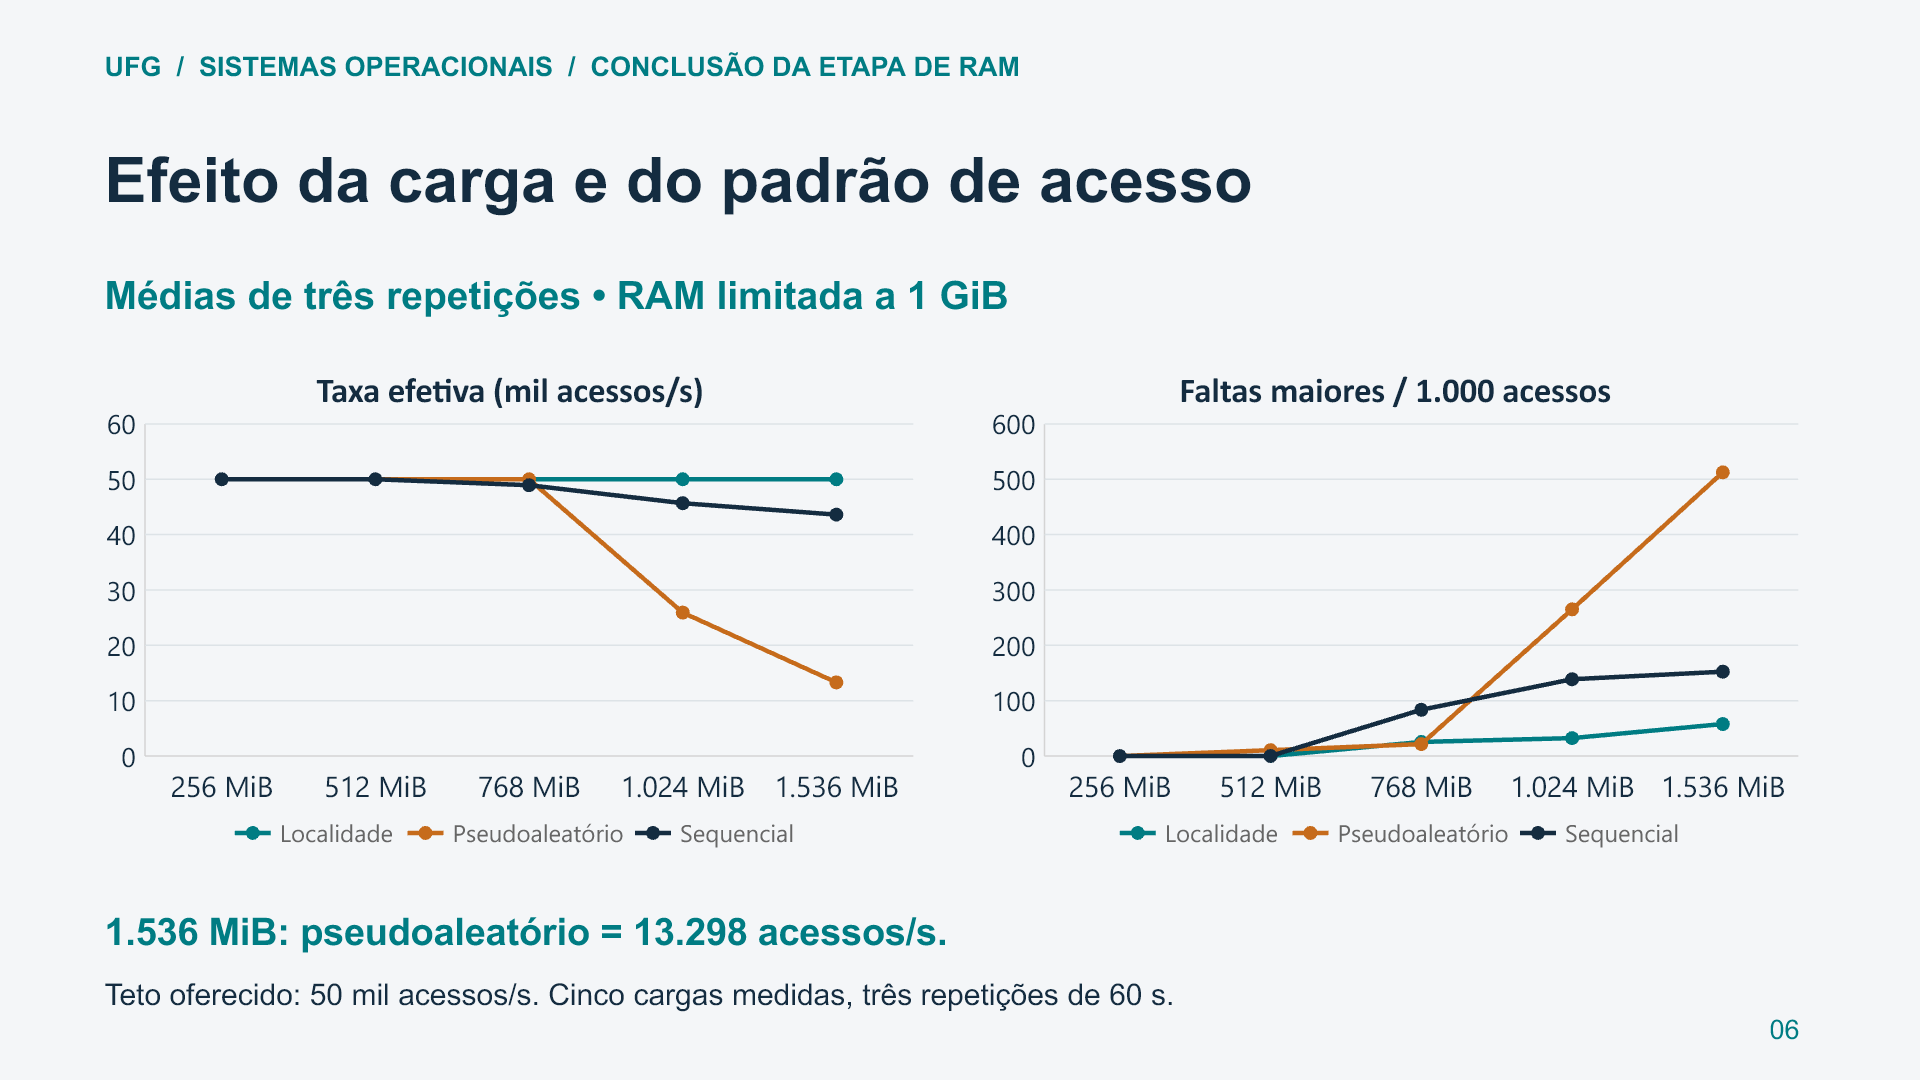 UFG / SISTEMAS OPERACIONAIS / CONCLUSÃO DA ETAPA DE RAM
Efeito da carga e do padrão de acesso
Médias de três repetições • RAM limitada a 1 GiB
Taxa efetiva (mil acessos/s)
60
50
40
30
20
10
0
256 MiB 512 MiB 768 MiB 1.024 MiB 1.536 MiB
Localidade Pseudoaleatório Sequencial
Faltas maiores / 1.000 acessos
600
500
400
300
200
100
0
256 MiB 512 MiB 768 MiB 1.024 MiB 1.536 MiB
Localidade Pseudoaleatório Sequencial
1.536 MiB: pseudoaleatório = 13.298 acessos/s.
Teto oferecido: 50 mil acessos/s. Cinco cargas medidas, três repetições de 60 s.
06